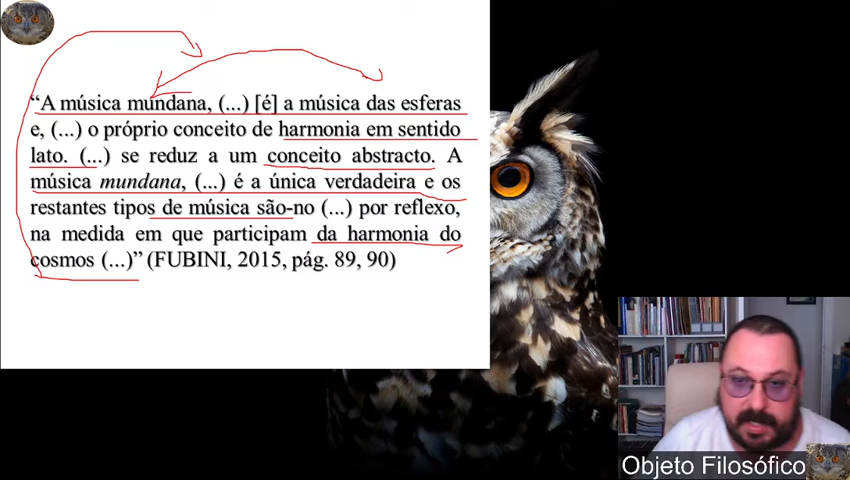 “A música mundana, (...) [é] a música das esferas
e, (...) o próprio conceito de harmonia em sentido
lato. (...) se reduz a um conceito abstracto. A
música mundana, (...) é a única verdadeira e os
restantes tipos de música são-no (...) por reflexo,
na medida em que participam da harmonia do
cosmos (...)” (FUBINI, 2015, pág. 89, 90)
Objeto Filosófico